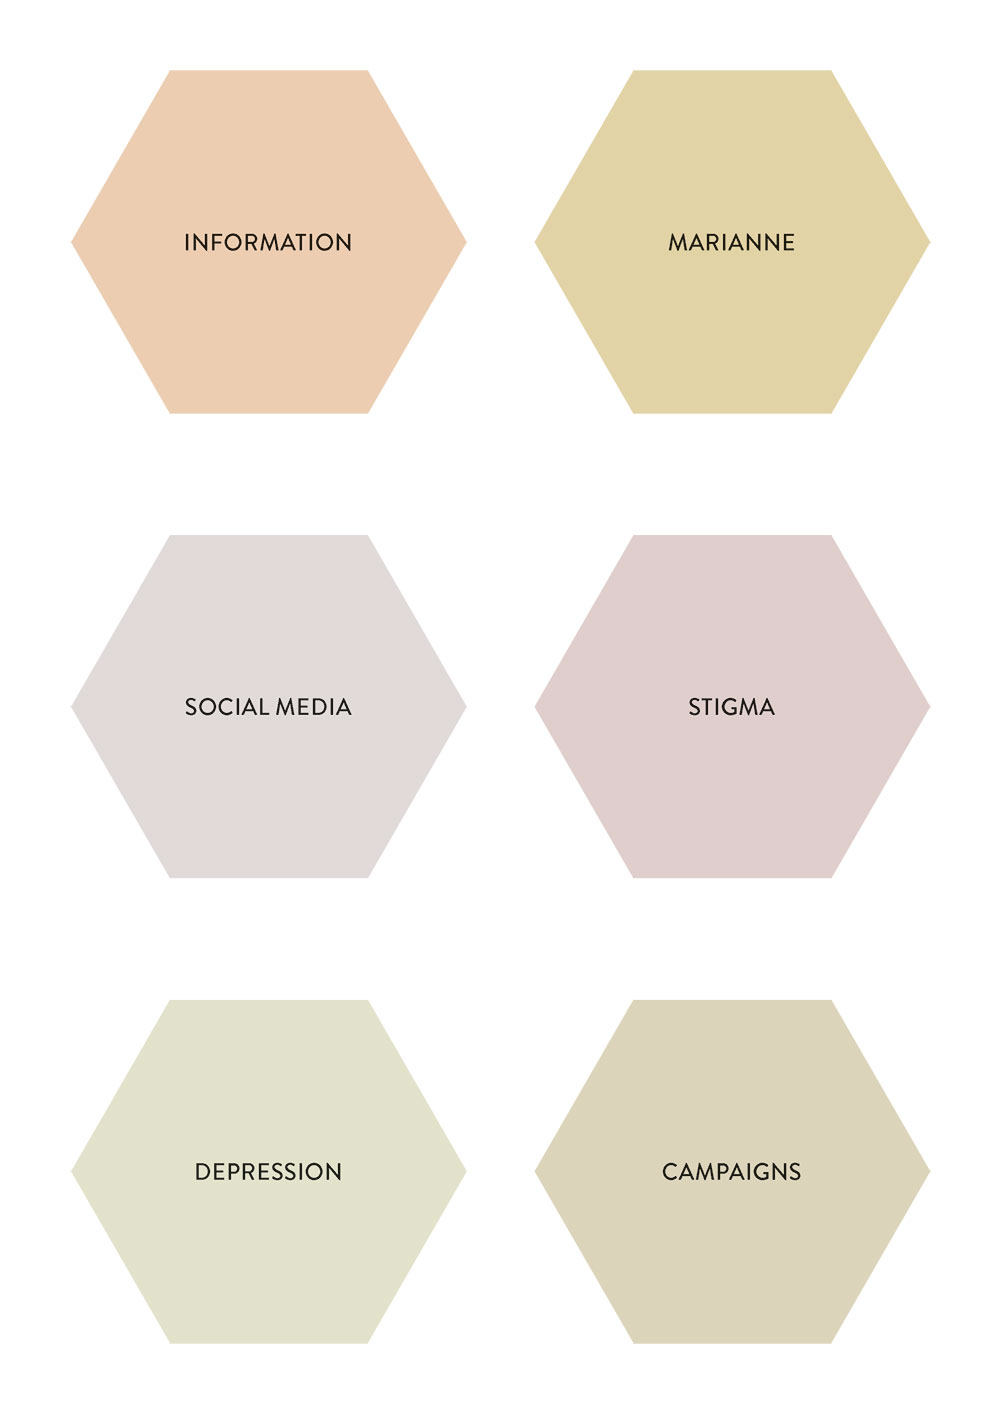 INFORMATION
MARIANNE
SOCIAL MEDIA
STIGMA
DEPRESSION
CAMPAIGNS